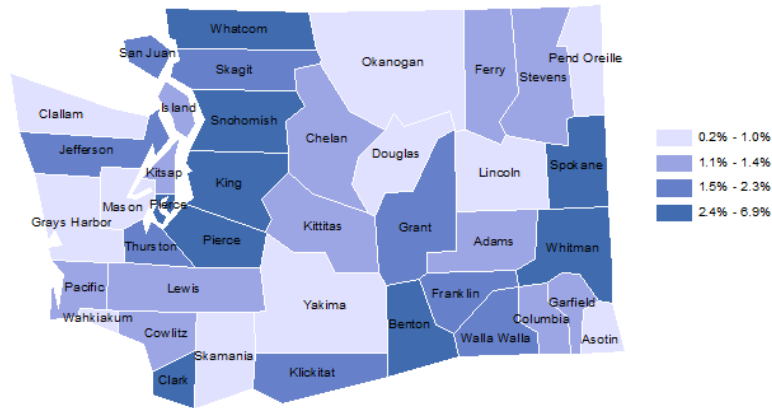 Whatcom
San Juan
Skagit
Okanogan
Ferry
Stevens
Pend Oreille
Clallam
Island
Snohomish
Chelan
Jefferson
Douglas
Lincoln
Spokane
Kitsap
King
Mason
Pierce
Grays Harbor
Kittitas
Grant
Adams
Thurston
Pierce
Whitman
Pacific
Lewis
Yakima
Franklin
Garfield
Wahkiakum
Cowlitz
Benton
Columbia
Walla Walla
Asotin
Skamania
Clark
Klickitat
0.2% - 1.0%
1.1% - 1.4%
1.5% - 2.3%
2.4% - 6.9%